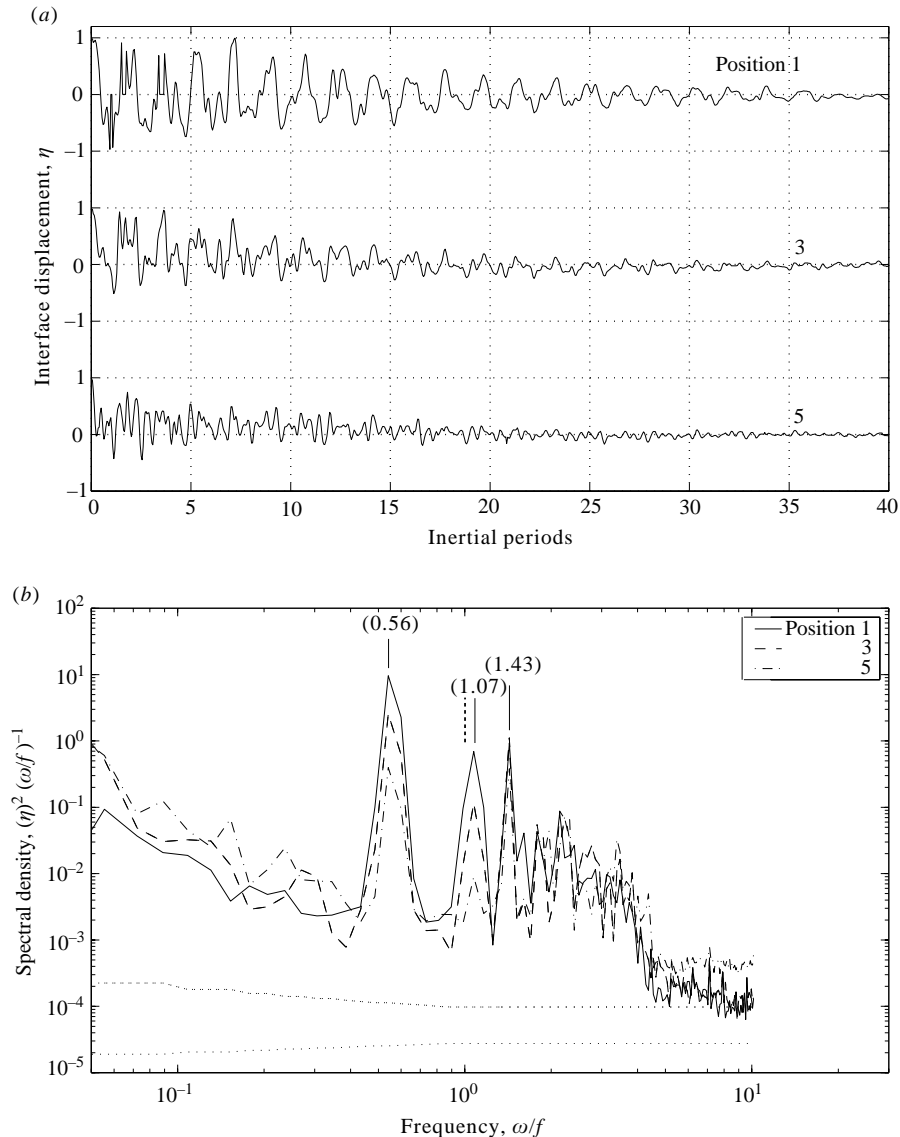 (a)
1
0
–1
1
0
–1
1
0
–1
Position 1
3
5
Interface displacement, η
0 5 10 15 20 25 30 35 40
Inertial periods
(b)
10²
10¹
10⁰
10⁻¹
10⁻²
10⁻³
10⁻⁴
10⁻⁵
Spectral density, (η)² (ω/f)⁻¹
(0.56)
(1.07)
(1.43)
Position 1
3
5
10⁻¹ 10⁰ 10¹
Frequency, ω/f